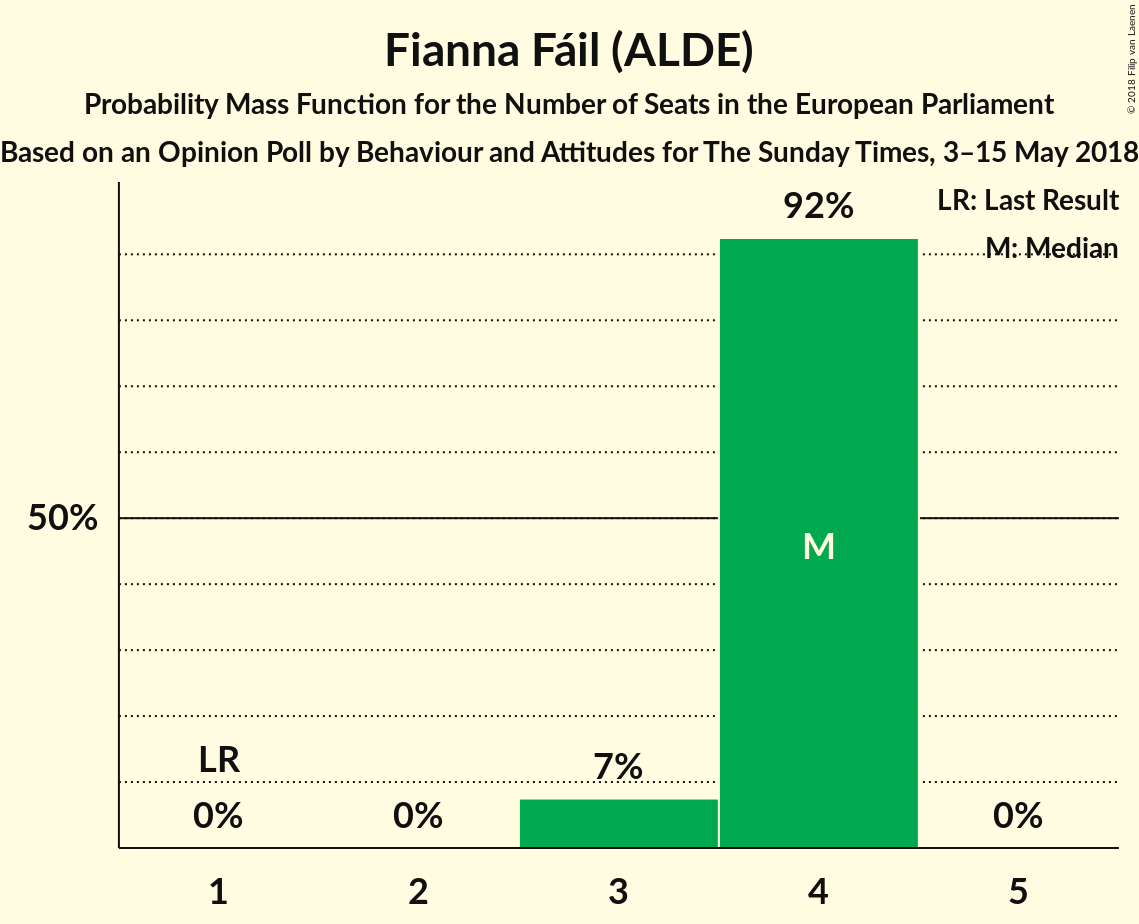 Fianna Fáil (ALDE)
Probability Mass Function for the Number of Seats in the European Parliament
Based on an Opinion Poll by Behaviour and Attitudes for The Sunday Times, 3–15 May 2018
© 2018 Filip van Laenen
LR: Last Result
M: Median
92%
50%
M
LR
7%
0%
0%
0%
1
2
3
4
5